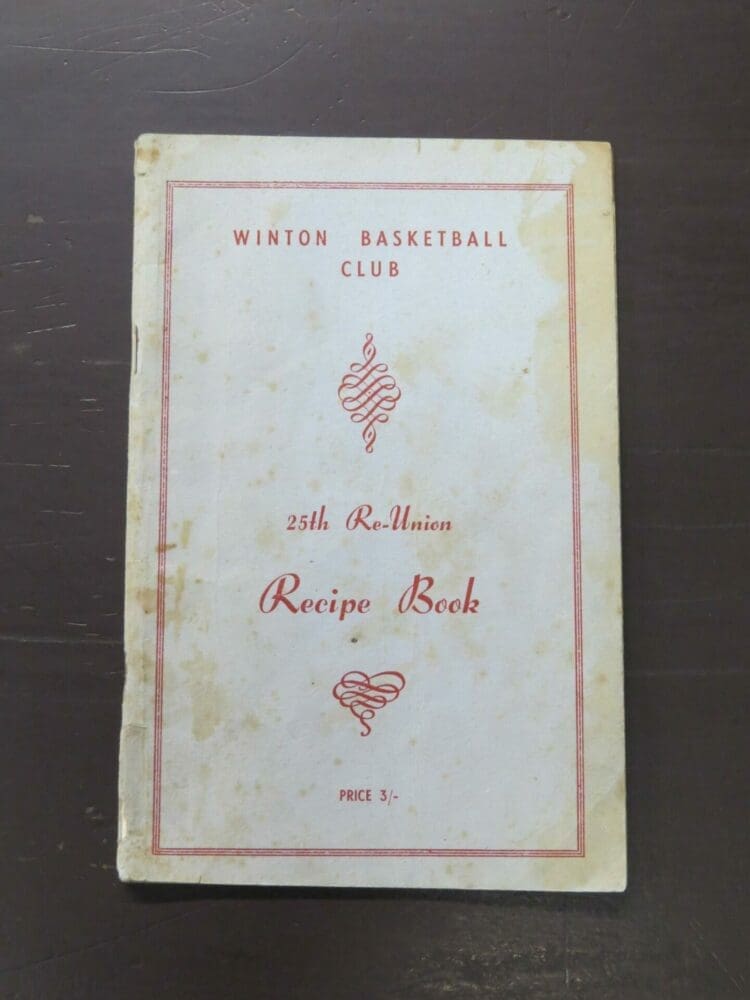 WINTON BASKETBALL
CLUB
25th Re-Union
Recipe Book
PRICE 3/-